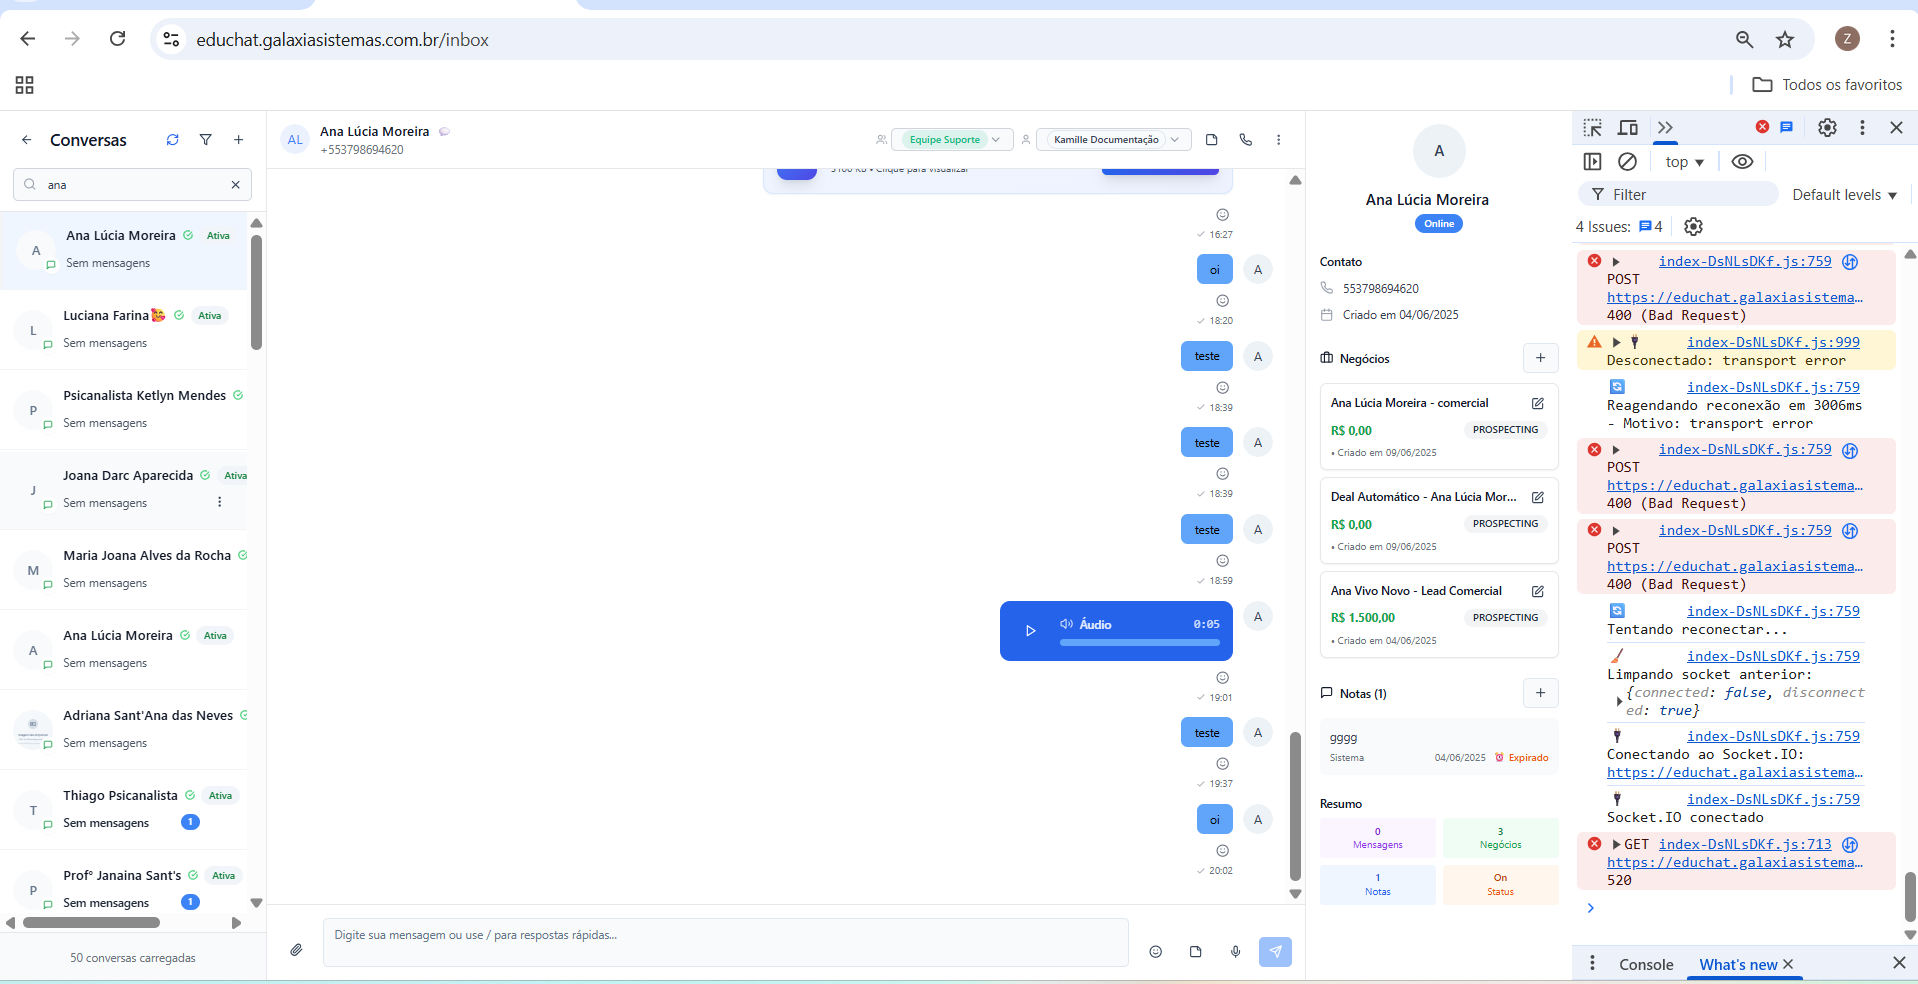 educhat.galaxiasistemas.com.br/inbox
Z
Todos os favoritos
Conversas
ana
A
Ana Lúcia Moreira
Ativa
Sem mensagens
L
Luciana Farina🥰
Ativa
Sem mensagens
P
Psicanalista Ketlyn Mendes
Sem mensagens
J
Joana Darc Aparecida
Ativa
Sem mensagens
M
Maria Joana Alves da Rocha
Sem mensagens
A
Ana Lúcia Moreira
Ativa
Sem mensagens
Adriana Sant'Ana das Neves
Sem mensagens
T
Thiago Psicanalista
Ativa
Sem mensagens
1
P
Profº Janaina Sant's
Ativa
Sem mensagens
1
50 conversas carregadas
AL
Ana Lúcia Moreira
+553798694620
Equipe Suporte
Kamille Documentação
• Clique para visualizar
16:27
oi
A
18:20
teste
A
18:39
teste
A
18:39
teste
A
18:59
Áudio
0:05
A
19:01
teste
A
19:37
oi
A
20:02
Digite sua mensagem ou use / para respostas rápidas...
A
Ana Lúcia Moreira
Online
Contato
553798694620
Criado em 04/06/2025
Negócios
Ana Lúcia Moreira - comercial
R$ 0,00
PROSPECTING
• Criado em 09/06/2025
Deal Automático - Ana Lúcia Mor...
R$ 0,00
PROSPECTING
• Criado em 09/06/2025
Ana Vivo Novo - Lead Comercial
R$ 1.500,00
PROSPECTING
• Criado em 04/06/2025
Notas (1)
gggg
Sistema
04/06/2025
Expirado
Resumo
0
Mensagens
3
Negócios
1
Notas
On
Status
top
Filter
Default levels
4 Issues:
4
index-DsNLsDKf.js:759
POST
https://educhat.galaxiasistema…
400 (Bad Request)
index-DsNLsDKf.js:999
Desconectado: transport error
index-DsNLsDKf.js:759
Reagendando reconexão em 3006ms
- Motivo: transport error
index-DsNLsDKf.js:759
POST
https://educhat.galaxiasistema…
400 (Bad Request)
index-DsNLsDKf.js:759
POST
https://educhat.galaxiasistema…
400 (Bad Request)
index-DsNLsDKf.js:759
Tentando reconectar...
index-DsNLsDKf.js:759
Limpando socket anterior:
{connected: false, disconnect
ed: true}
index-DsNLsDKf.js:759
Conectando ao Socket.IO:
https://educhat.galaxiasistema…
index-DsNLsDKf.js:759
Socket.IO conectado
GET
index-DsNLsDKf.js:713
https://educhat.galaxiasistema…
520
Console
What's new